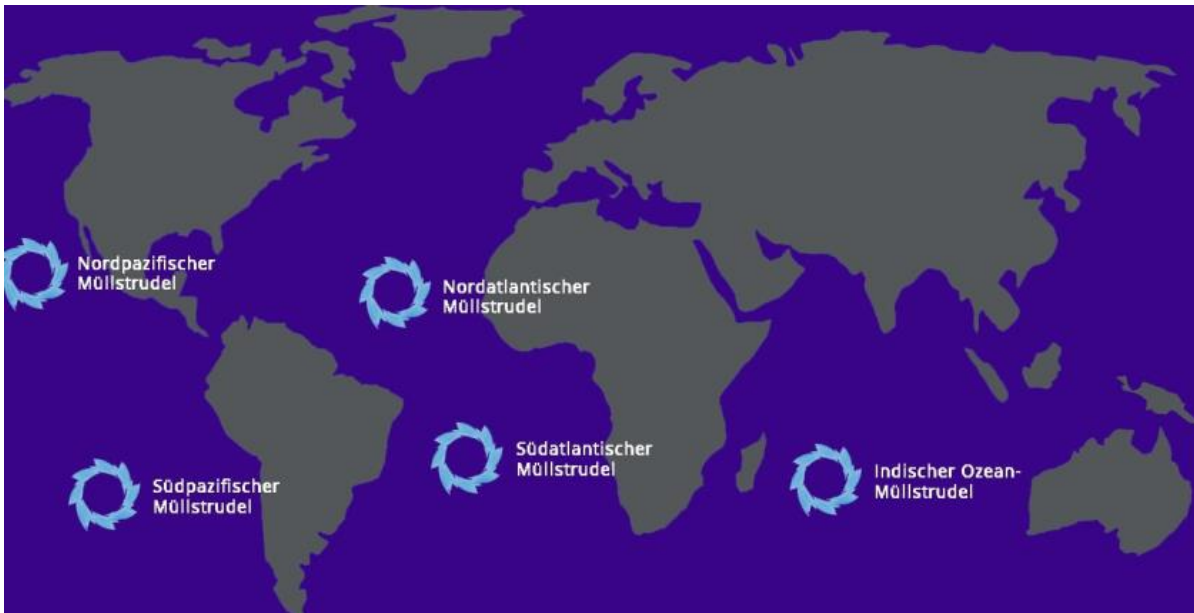 Nordpazifischer
Müllstrudel
Nordatlantischer
Müllstrudel
Südatlantischer
Müllstrudel
Indischer Ozean-
Müllstrudel
Südpazifischer
Müllstrudel